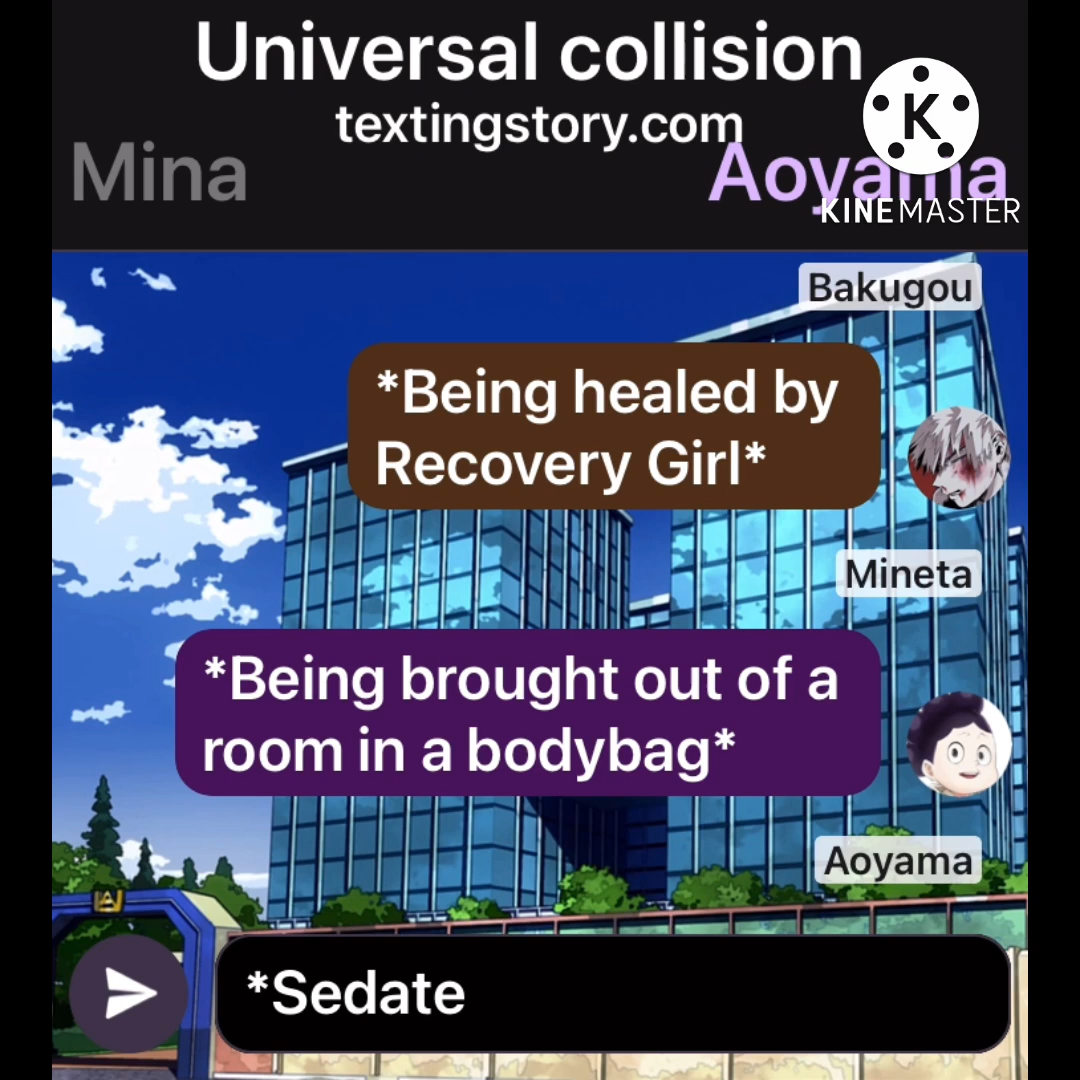 Universal collision
textingstory.com
Mina
Aoyama
K
KINEMASTER
Bakugou
*Being healed by
Recovery Girl*
Mineta
*Being brought out of a
room in a bodybag*
Aoyama
*Sedate